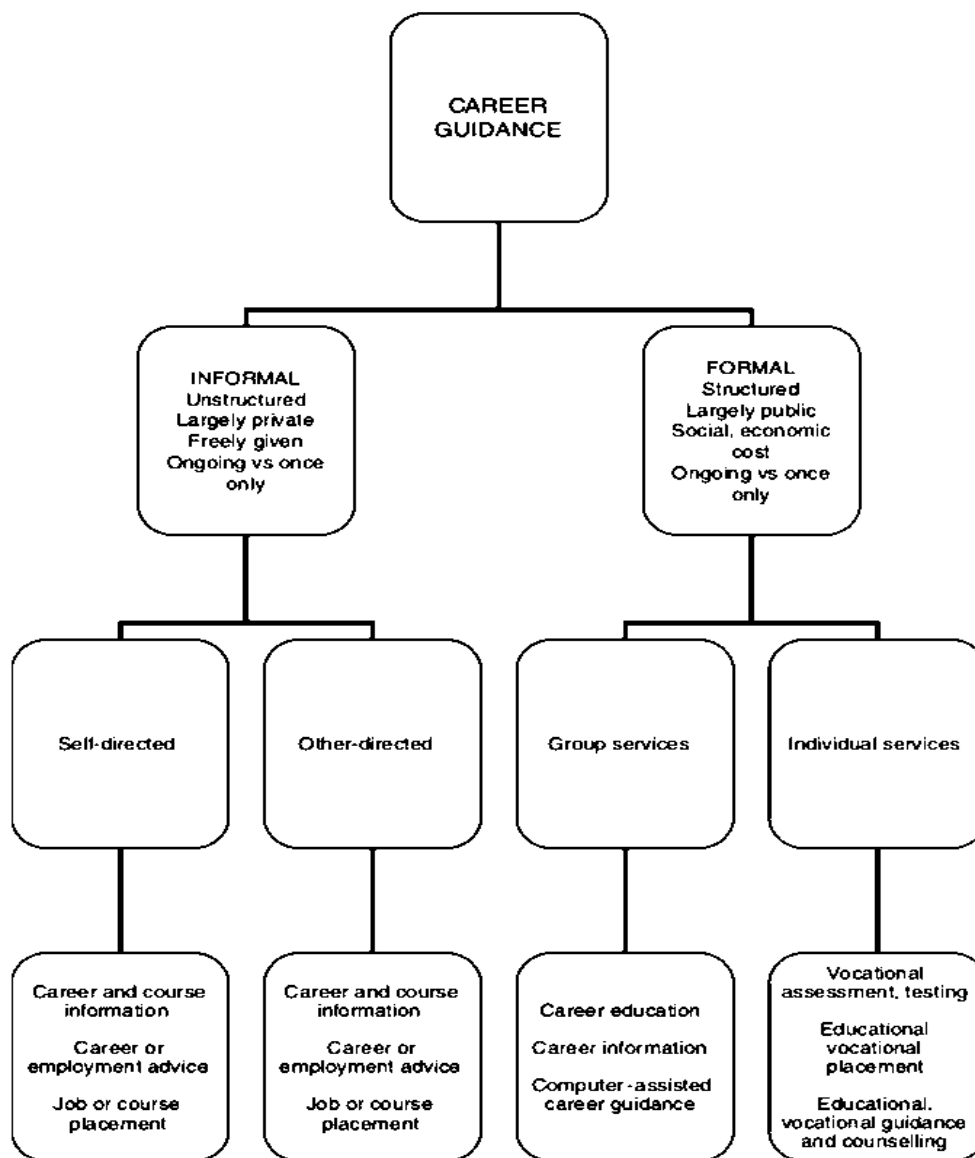 CAREER
GUIDANCE
INFORMAL
Unstructured
Largely private
Freely given
Ongoing vs once
only
FORMAL
Structured
Largely public
Social, economic
cost
Ongoing vs once
only
Self-directed
Other-directed
Group services
Individual services
Career and course
information
Career or
employment advice
Job or course
placement
Career and course
information
Career or
employment advice
Job or course
placement
Career education
Career information
Computer-assisted
career guidance
Vocational
assessment, testing
Educational
vocational
placement
Educational,
vocational guidance
and counselling